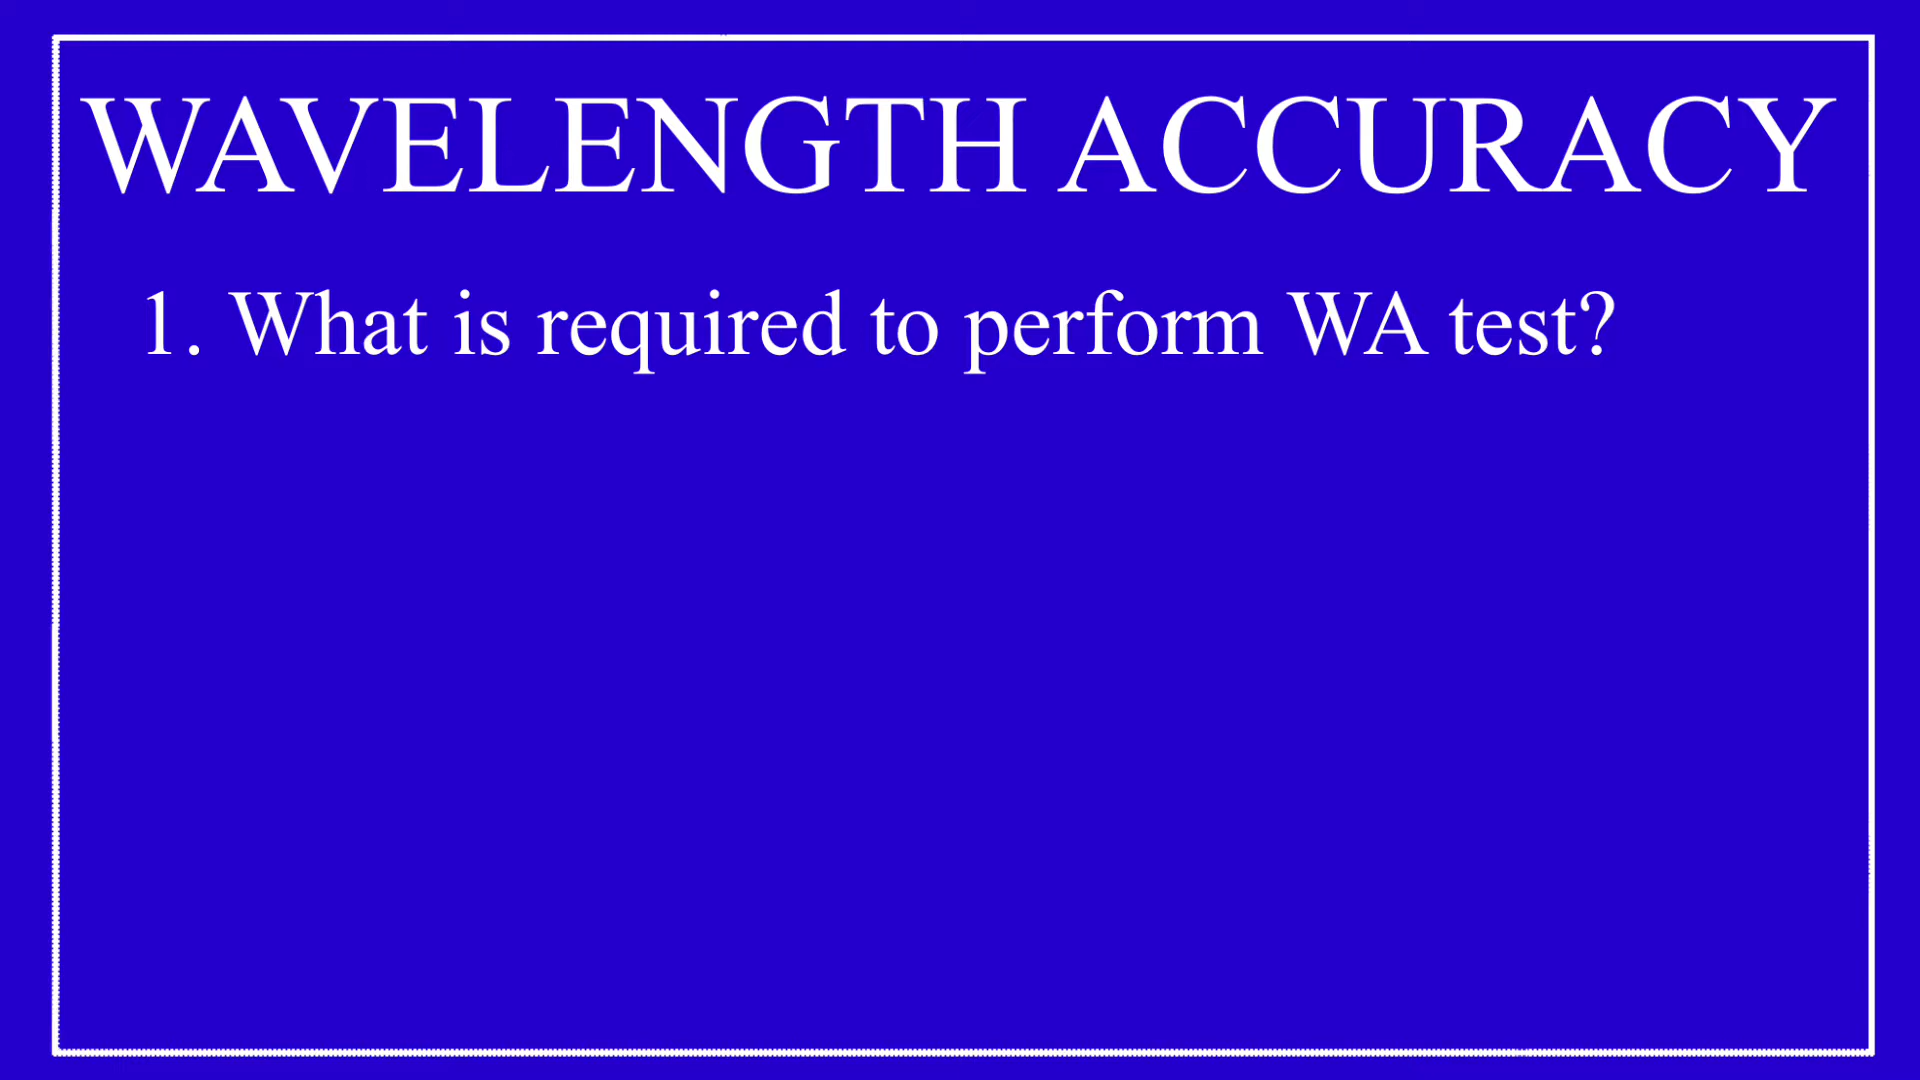 WAVELENGTH ACCURACY
1. What is required to perform WA test?